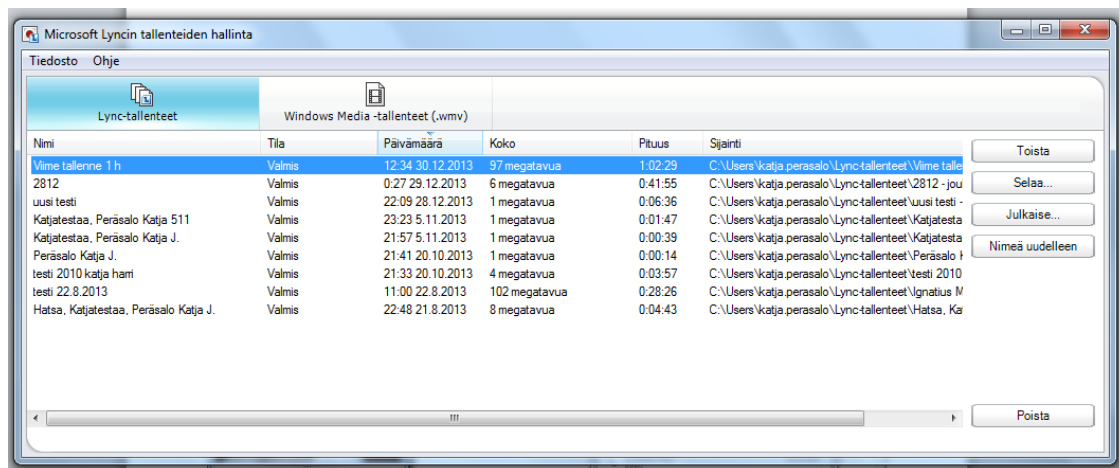 Microsoft Lyncin tallenteiden hallinta
Tiedosto Ohje
Lync-tallenteet Windows Media -tallenteet (.wmv)
Nimi Tila Päivämäärä Koko Pituus Sijainti
Viime tallenne 1 h Valmis 12:34 30.12.2013 97 megatavua 1:02:29 C:\Users\katja.perasalo\Lync-tallenteet\Viime talle
2812 Valmis 0:27 29.12.2013 6 megatavua 0:41:55 C:\Users\katja.perasalo\Lync-tallenteet\2812 - jou
uusi testi Valmis 22:09 28.12.2013 1 megatavua 0:06:36 C:\Users\katja.perasalo\Lync-tallenteet\uusi testi -
Katjatestaa, Peräsalo Katja 511 Valmis 23:23 5.11.2013 1 megatavua 0:01:47 C:\Users\katja.perasalo\Lync-tallenteet\Katjatesta
Katjatestaa, Peräsalo Katja J. Valmis 21:57 5.11.2013 1 megatavua 0:00:39 C:\Users\katja.perasalo\Lync-tallenteet\Katjatesta
Peräsalo Katja J. Valmis 21:41 20.10.2013 1 megatavua 0:00:14 C:\Users\katja.perasalo\Lync-tallenteet\Peräsalo K
testi 2010 katja harri Valmis 21:33 20.10.2013 4 megatavua 0:03:57 C:\Users\katja.perasalo\Lync-tallenteet\testi 2010
testi 22.8.2013 Valmis 11:00 22.8.2013 102 megatavua 0:28:26 C:\Users\katja.perasalo\Lync-tallenteet\Ignatius M
Hatsa, Katjatestaa, Peräsalo Katja J. Valmis 22:48 21.8.2013 8 megatavua 0:04:43 C:\Users\katja.perasalo\Lync-tallenteet\Hatsa, Ka
Toista
Selaa...
Julkaise...
Nimeä uudelleen
Poista